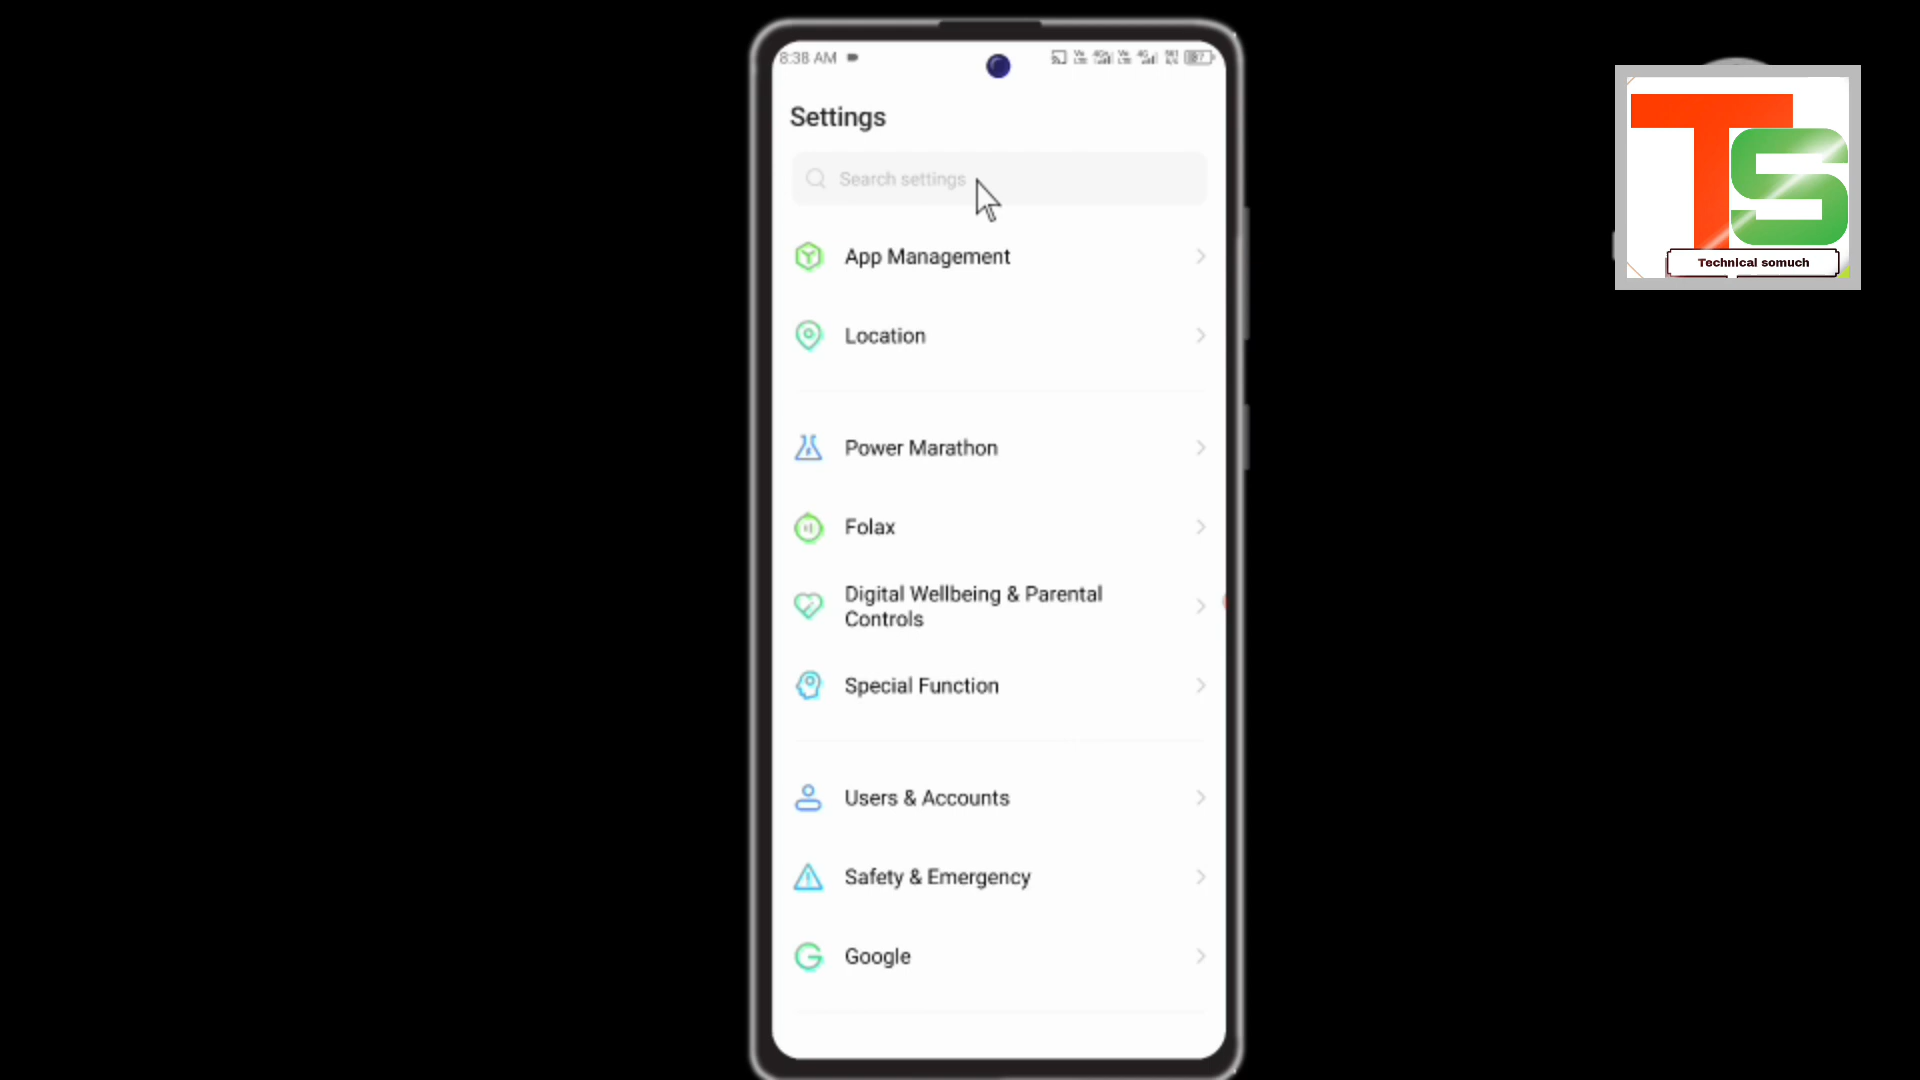 8:38 AM
Settings
Search settings
App Management
Location
Power Marathon
Folax
Digital Wellbeing & Parental
Controls
Special Function
Users & Accounts
Safety & Emergency
Google
TS
Technical somuch